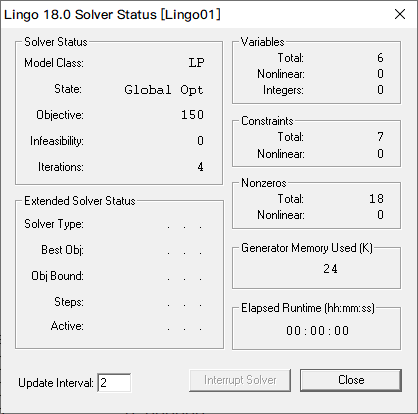 Lingo 18.0 Solver Status [Lingo01]
Solver Status
Model Class: LP
State: Global Opt
Objective: 150
Infeasibility: 0
Iterations: 4
Extended Solver Status
Solver Type: . . .
Best Obj: . . .
Obj Bound: . . .
Steps: . . .
Active: . . .
Variables
Total: 6
Nonlinear: 0
Integers: 0
Constraints
Total: 7
Nonlinear: 0
Nonzeros
Total: 18
Nonlinear: 0
Generator Memory Used (K)
24
Elapsed Runtime (hh:mm:ss)
00:00:00
Update Interval: 2
Interrupt Solver
Close